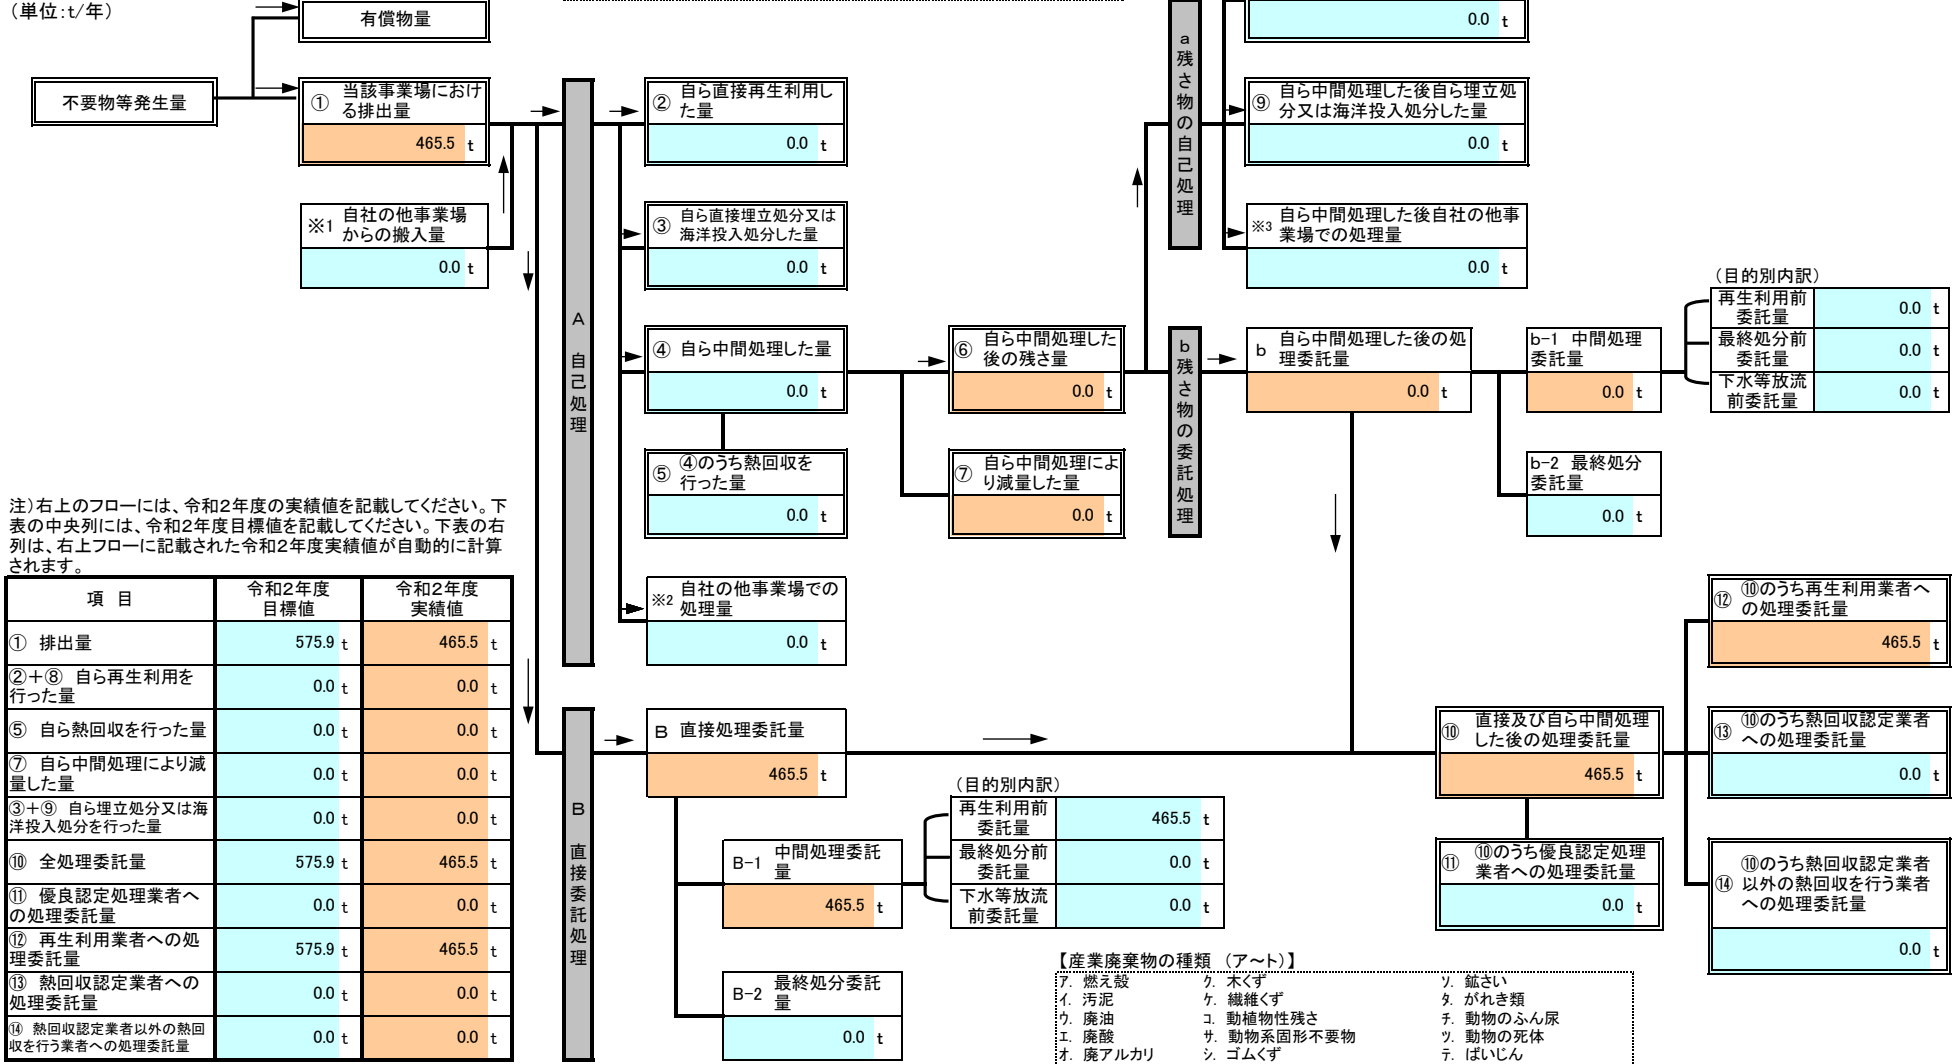 (単位:t/年)
有償物量
0.0 t
不要物等発生量
① 当該事業場におけ
る排出量
465.5 t
※1 自社の他事業場
からの搬入量
0.0 t
A
自己処理
② 自ら直接再生利用し
た量
0.0 t
③ 自ら直接埋立処分又は
海洋投入処分した量
0.0 t
④ 自ら中間処理した量
0.0 t
⑤ ④のうち熱回収を
行った量
0.0 t
※2 自社の他事業場での
処理量
0.0 t
⑥ 自ら中間処理した
後の残さ量
0.0 t
⑦ 自ら中間処理によ
り減量した量
0.0 t
a残さ物の自己処理
⑨ 自ら中間処理した後自ら埋立処
分又は海洋投入処分した量
0.0 t
※3 自ら中間処理した後自社の他事
業場での処理量
0.0 t
b残さ物の委託処理
b 自ら中間処理した後の処
理委託量
0.0 t
b-1 中間処理
委託量
0.0 t
b-2 最終処分
委託量
0.0 t
(目的別内訳)
再生利用前
委託量 0.0 t
最終処分前
委託量 0.0 t
下水等放流
前委託量 0.0 t
注)右上のフローには、令和2年度の実績値を記載してください。下
表の中央列には、令和2年度目標値を記載してください。下表の右
列は、右上フローに記載された令和2年度実績値が自動的に計算
されます。
項 目 令和2年度 目標値 令和2年度 実績値
① 排出量 575.9 t 465.5 t
②+⑧ 自ら再生利用を
行った量 0.0 t 0.0 t
⑤ 自ら熱回収を行った量 0.0 t 0.0 t
⑦ 自ら中間処理により減
量した量 0.0 t 0.0 t
③+⑨ 自ら埋立処分又は海
洋投入処分を行った量 0.0 t 0.0 t
⑩ 全処理委託量 575.9 t 465.5 t
⑪ 優良認定処理業者へ
の処理委託量 0.0 t 0.0 t
⑫ 再生利用業者への処
理委託量 575.9 t 465.5 t
⑬ 熱回収認定業者への
処理委託量 0.0 t 0.0 t
⑭ 熱回収認定業者以外の熱回
収を行う業者への処理委託量 0.0 t 0.0 t
B
直接委託処理
B 直接処理委託量
465.5 t
B-1 中間処理委託
量
465.5 t
B-2 最終処分委託
量
0.0 t
(目的別内訳)
再生利用前
委託量 465.5 t
最終処分前
委託量 0.0 t
下水等放流
前委託量 0.0 t
⑩ 直接及び自ら中間処理
した後の処理委託量
465.5 t
⑪ ⑩のうち優良認定処理
業者への処理委託量
0.0 t
⑫ ⑩のうち再生利用業者へ
の処理委託量
465.5 t
⑬ ⑩のうち熱回収認定業者
への処理委託量
0.0 t
⑭ ⑩のうち熱回収認定業者
以外の熱回収を行う業者
への処理委託量
0.0 t
【産業廃棄物の種類 (ア~ト)】
ア. 燃え殻 ク. 木くず ソ. 鉱さい
イ. 汚泥 ケ. 繊維くず タ. がれき類
ウ. 廃油 コ. 動植物性残さ チ. 動物のふん尿
エ. 廃酸 サ. 動物系固形不要物 ツ. 動物の死体
オ. 廃アルカリ シ. ゴムくず テ. ばいじん